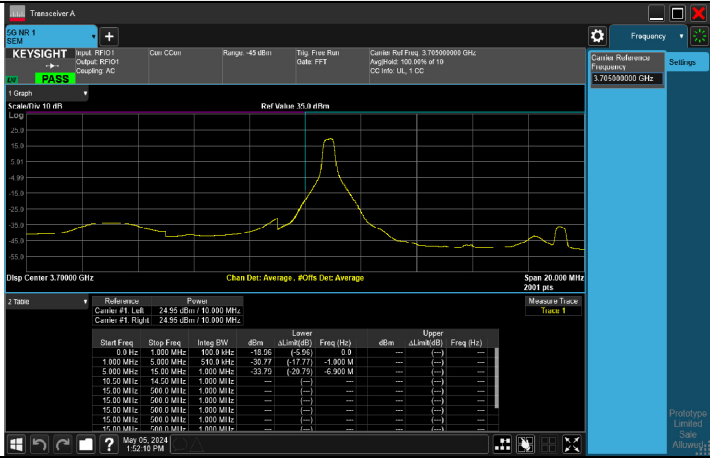 Transceiver A
5G NR 1
SEM
Frequency
KEYSIGHT
PASS
Input: RFIO1
Output: RFIO1
Coupling: AC
Corr CCorr
Range: -45 dBm
Trig: Free Run
Gate: FFT
Carrier Ref Freq: 3.705000000 GHz
Avg|Hold: 100.00% of 10
CC Info: UL, 1 CC
Carrier Reference
Frequency
3.705000000 GHz
Settings
1 Graph
Scale/Div 10 dB
Ref Value 35.0 dBm
Log
25.0
15.0
5.01
-4.99
-15.0
-25.0
-35.0
-45.0
-55.0
Disp Center 3.70000 GHz
Chan Det: Average, #Offs Det: Average
Span 20.000 MHz
2001 pts
2 Table
Reference Power
Carrier #1. Left 24.95 dBm / 10.000 MHz
Carrier #1. Right 24.95 dBm / 10.000 MHz
Measure Trace
Trace 1
Lower Upper
Start Freq Stop Freq Integ BW dBm ΔLimit(dB) Freq (Hz) dBm ΔLimit(dB) Freq (Hz)
0.0 Hz 1.000 MHz 100.0 kHz -18.96 (-5.96) 0.0 --- (---) ---
1.000 MHz 5.000 MHz 510.0 kHz -30.77 (-17.77) -1.000 M --- (---) ---
5.000 MHz 15.00 MHz 1.000 MHz -33.79 (-20.79) -6.900 M --- (---) ---
10.50 MHz 14.50 MHz 1.000 MHz --- (---) --- --- (---) ---
15.00 MHz 500.0 MHz 1.000 MHz --- (---) --- --- (---) ---
15.00 MHz 500.0 MHz 1.000 MHz --- (---) --- --- (---) ---
15.00 MHz 500.0 MHz 1.000 MHz --- (---) --- --- (---) ---
15.00 MHz 500.0 MHz 1.000 MHz --- (---) --- --- (---) ---
Prototype
Limited
Sale
Allowed
?
May 05, 2024
1:52:10 PM